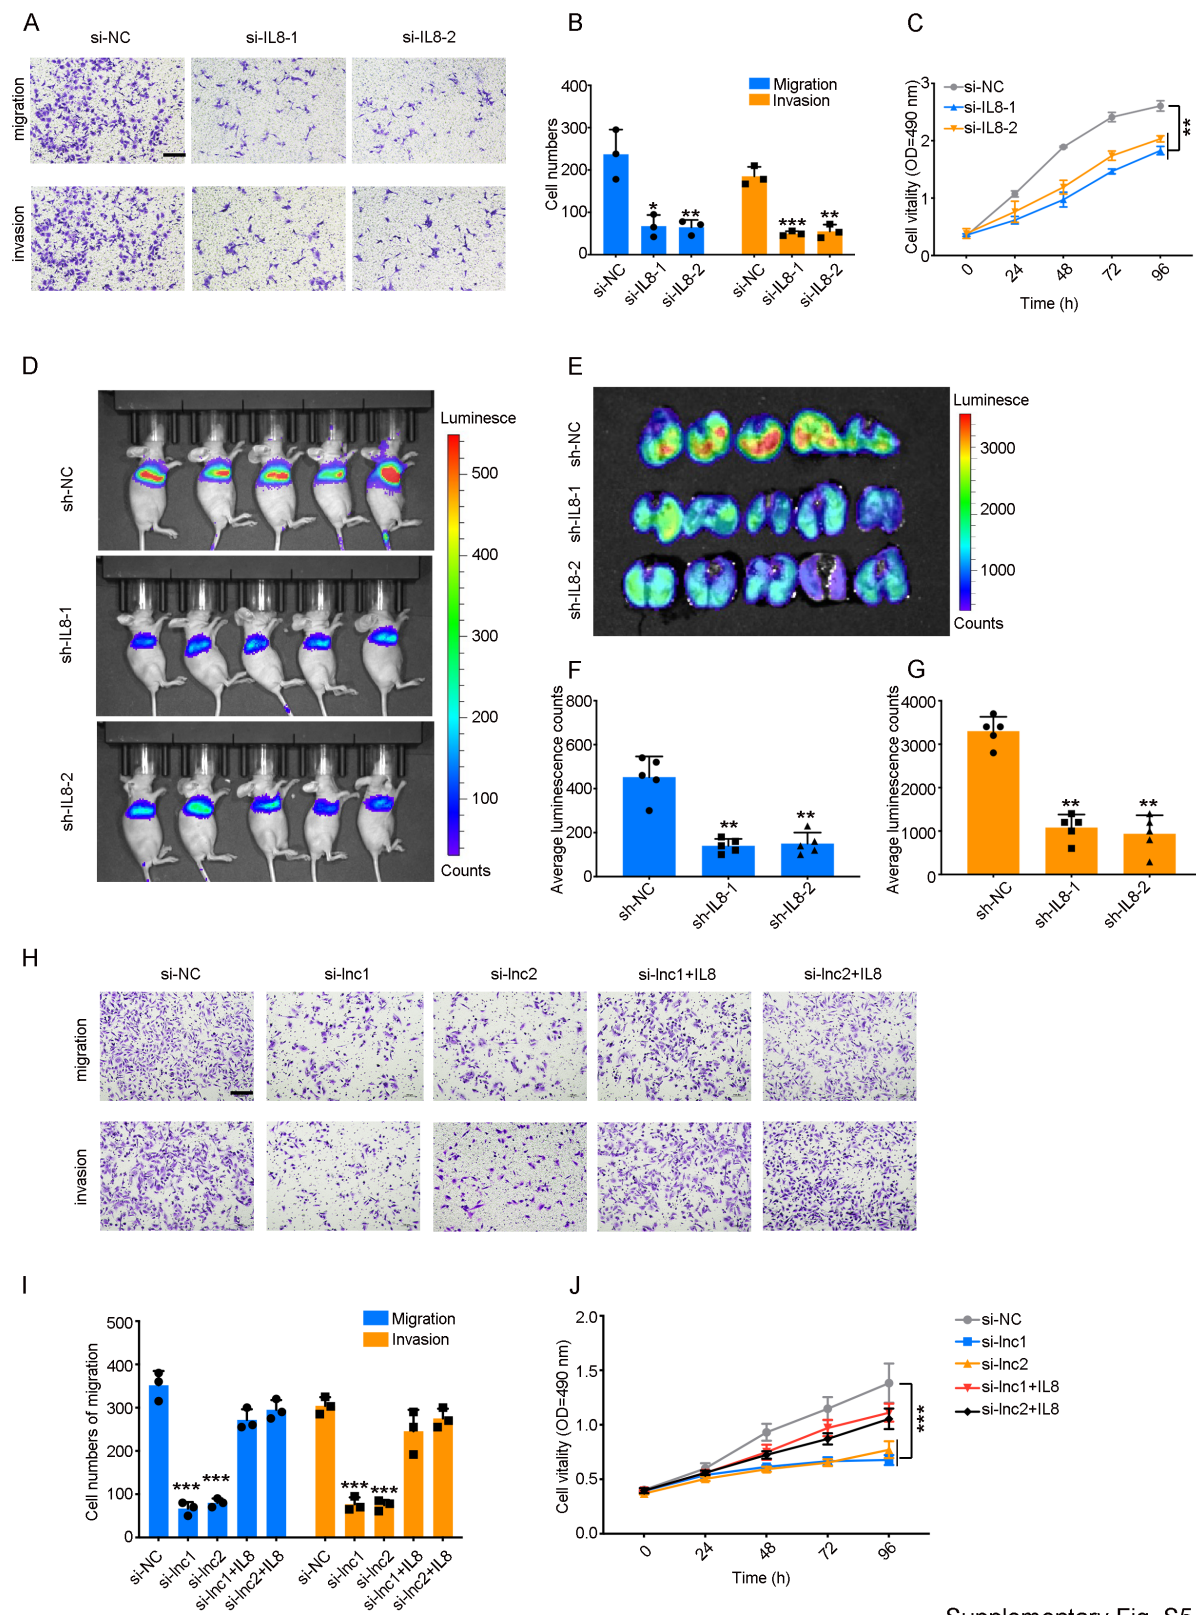 A
si-NC si-IL8-1 si-IL8-2
migration
invasion
B
Migration
Invasion
Cell numbers
400
300
200
100
0
* ** *** **
si-NC si-IL8-1 si-IL8-2 si-NC si-IL8-1 si-IL8-2
C
si-NC
si-IL8-1
si-IL8-2
Cell vitality (OD=490 nm)
3
2
1
0
**
0 24 48 72 96
Time (h)
D
sh-NC
sh-IL8-1
sh-IL8-2
Luminesce
500
400
300
200
100
Counts
E
sh-NC
sh-IL8-1
sh-IL8-2
Luminesce
3000
2000
1000
Counts
F
Average luminescence counts
800
600
400
200
0
** **
sh-NC sh-IL8-1 sh-IL8-2
G
Average luminescence counts
4000
3000
2000
1000
0
** **
sh-NC sh-IL8-1 sh-IL8-2
H
si-NC si-lnc1 si-lnc2 si-lnc1+IL8 si-lnc2+IL8
migration
invasion
I
Migration
Invasion
Cell numbers of migration
500
400
300
200
100
0
*** *** *** ***
si-NC si-lnc1 si-lnc2 si-lnc1+IL8 si-lnc2+IL8 si-NC si-lnc1 si-lnc2 si-lnc1+IL8 si-lnc2+IL8
J
si-NC
si-lnc1
si-lnc2
si-lnc1+IL8
si-lnc2+IL8
Cell vitality (OD=490 nm)
2.0
1.5
1.0
0.5
0.0
***
0 24 48 72 96
Time (h)
Supplementary Fig. S5